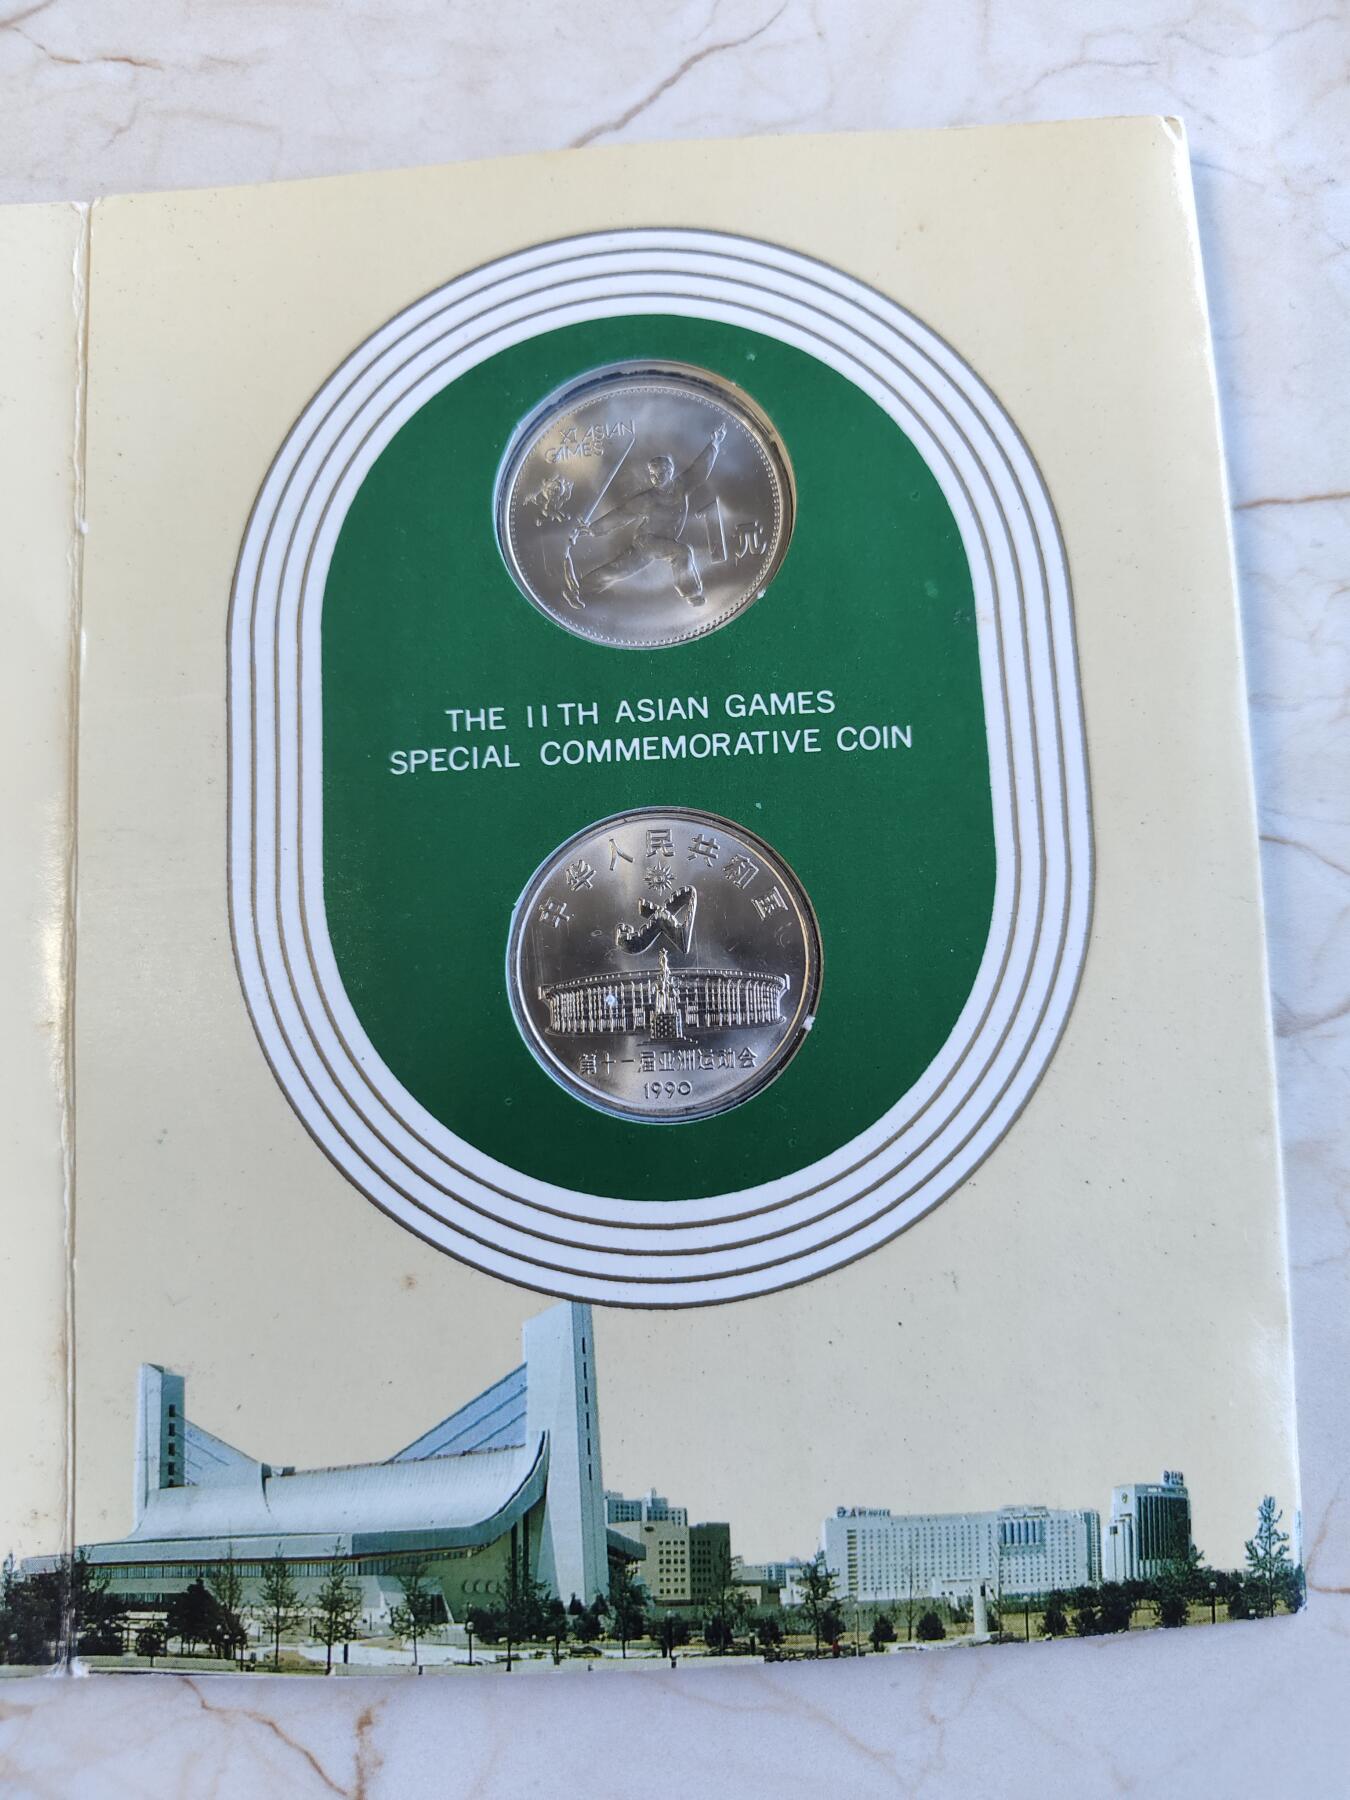 XI ASIAN
GAMES
1元
THE 11TH ASIAN GAMES
SPECIAL COMMEMORATIVE COIN
中华人民共和国
第十一届亚洲运动会
1990